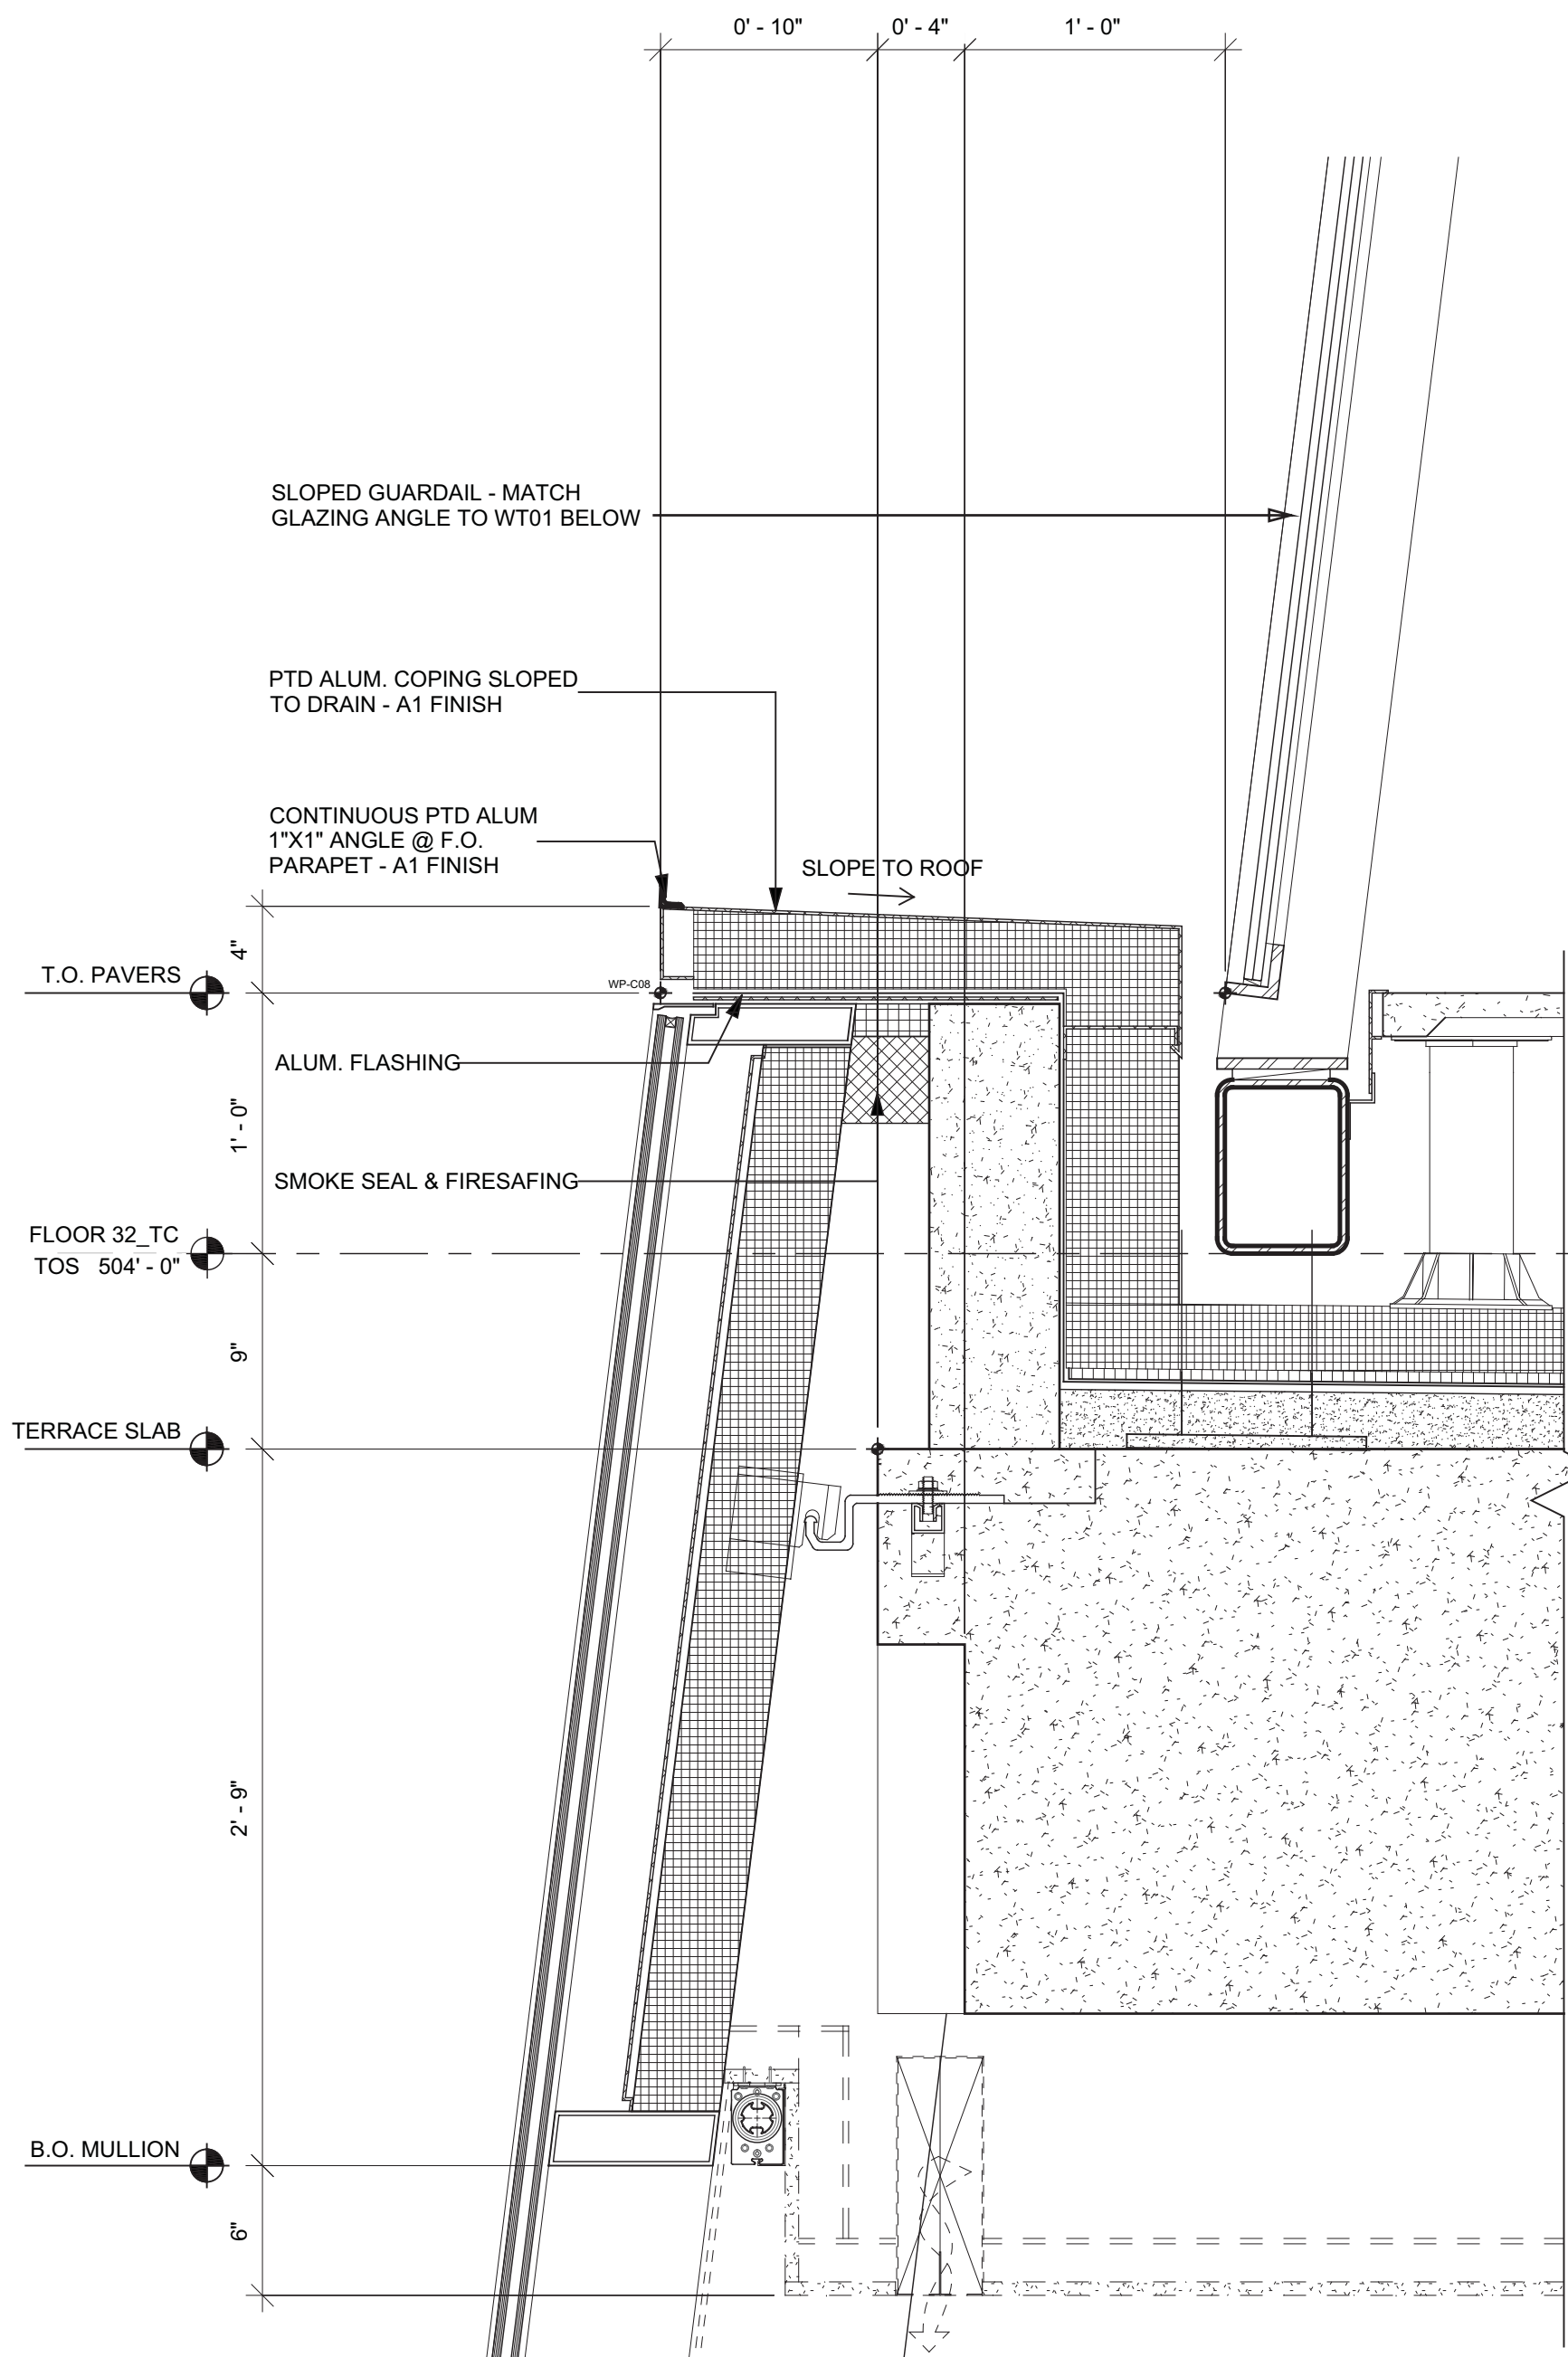 0' - 10"
0' - 4"
1' - 0"
SLOPED GUARDAIL - MATCH
GLAZING ANGLE TO WT01 BELOW
PTD ALUM. COPING SLOPED
TO DRAIN - A1 FINISH
CONTINUOUS PTD ALUM
1"X1" ANGLE @ F.O.
PARAPET - A1 FINISH
SLOPE TO ROOF
4"
T.O. PAVERS
WP-C08
ALUM. FLASHING
1' - 0"
SMOKE SEAL & FIRESAFING
FLOOR 32_TC
TOS 504' - 0"
9"
TERRACE SLAB
2' - 9"
B.O. MULLION
6"